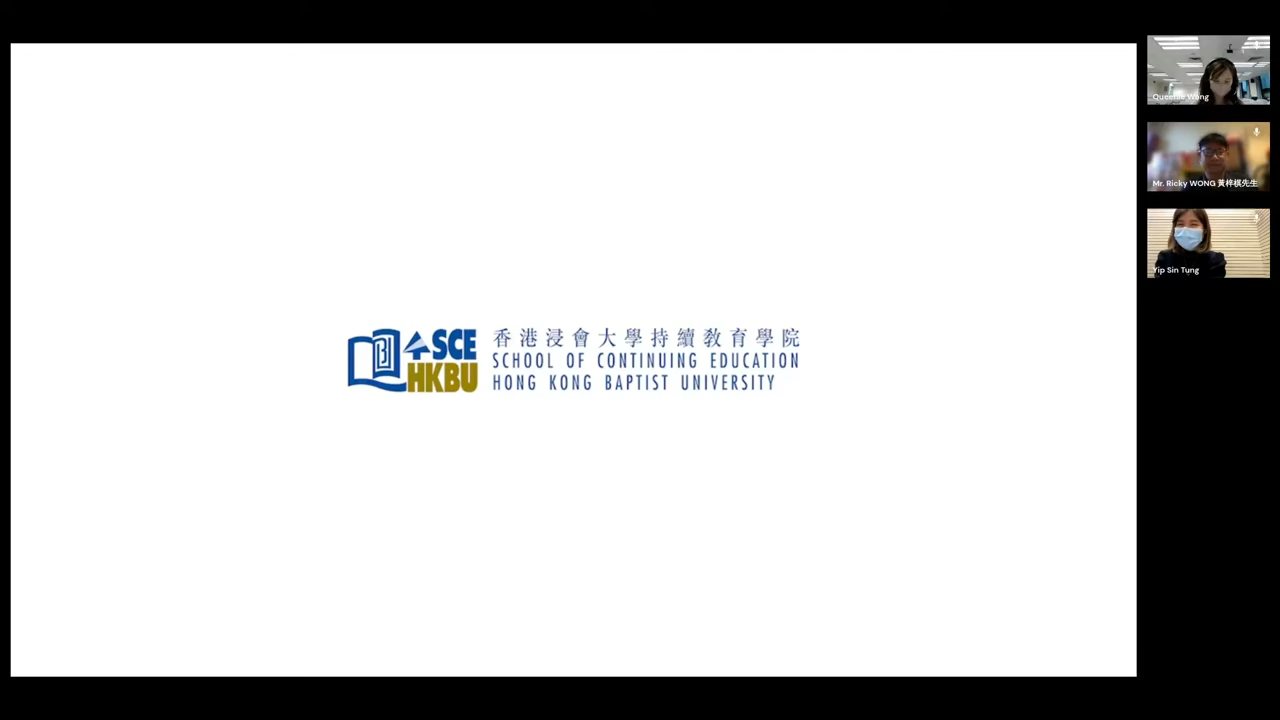 SCE
HKBU
香港浸會大學持續教育學院
SCHOOL OF CONTINUING EDUCATION
HONG KONG BAPTIST UNIVERSITY
Wong
Mr. Ricky WONG 黃梓棋先生
Yip Sin Tung